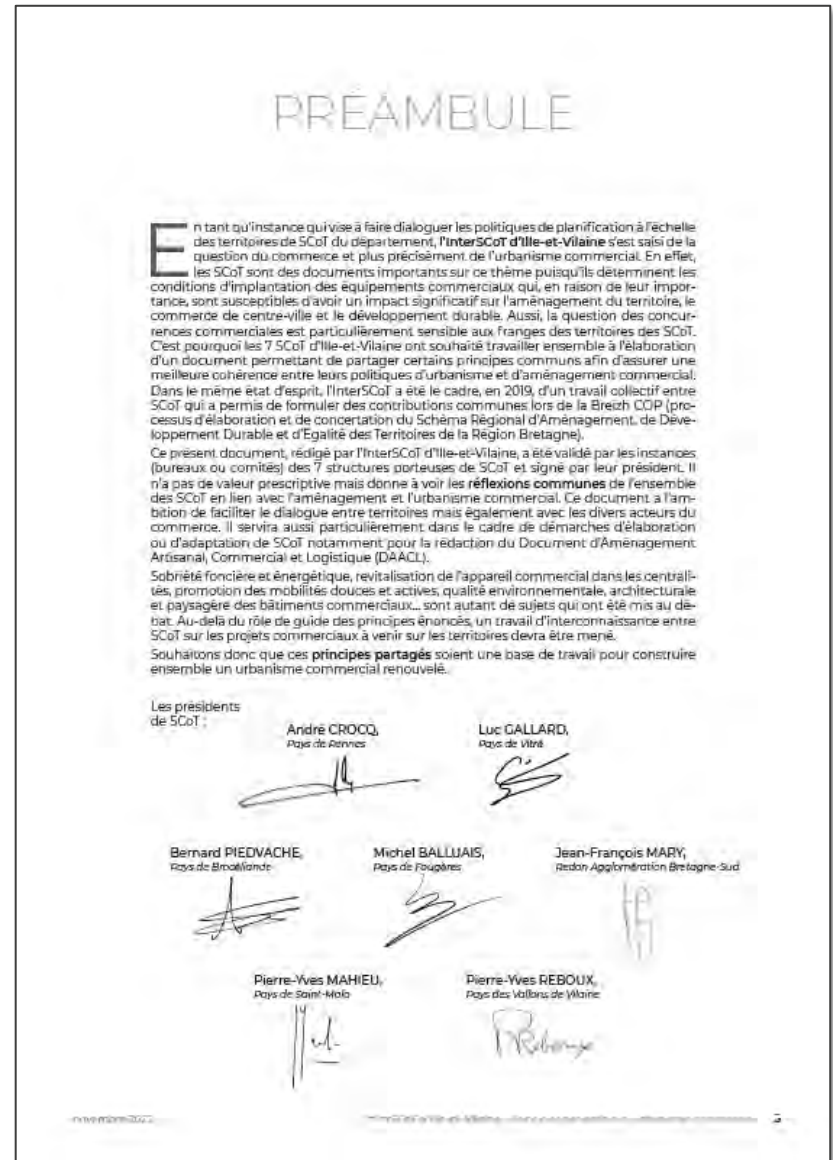 PRÉAMBULE
En tant qu'instance qui vise à faire dialoguer les politiques de planification à l'échelle
des territoires de SCoT du département, l'InterSCoT d'Ille-et-Vilaine s'est saisi de la
question du commerce et plus précisément de l'urbanisme commercial. En effet,
les SCoT sont des documents importants sur ce thème puisqu'ils déterminent les
conditions d'implantation des équipements commerciaux qui, en raison de leur impor-
tance, sont susceptibles d'avoir un impact significatif sur l'aménagement du territoire, le
commerce de centre-ville et le développement durable. Aussi, la question des concur-
rences commerciales est particulièrement sensible aux franges des territoires des SCoT.
C'est pourquoi les 7 SCoT d'Ille-et-Vilaine ont souhaité travailler ensemble à l'élaboration
d'un document permettant de partager certains principes communs afin d'assurer une
meilleure cohérence entre leurs politiques d'urbanisme et d'aménagement commercial.
Dans le même état d'esprit, l'InterSCoT a été le cadre, en 2019, d'un travail collectif entre
SCoT qui a permis de formuler des contributions communes lors de la Breizh COP (pro-
cessus d'élaboration et de concertation du Schéma Régional d'Aménagement, de Déve-
loppement Durable et d'Egalité des Territoires de la Région Bretagne).
Ce présent document, rédigé par l'InterSCoT d'Ille-et-Vilaine, a été validé par les instances
(bureaux ou comités) des 7 structures porteuses de SCoT et signé par leur président. Il
n'a pas de valeur prescriptive mais donne à voir les réflexions communes de l'ensemble
des SCoT en lien avec l'aménagement et l'urbanisme commercial. Ce document a l'am-
bition de faciliter le dialogue entre territoires mais également avec les divers acteurs du
commerce. Il servira aussi particulièrement dans le cadre de démarches d'élaboration
ou d'adaptation de SCoT notamment pour la rédaction du Document d'Aménagement
Artisanal, Commercial et Logistique (DAACL).
Sobriété foncière et énergétique, revitalisation de l'appareil commercial dans les centrali-
tés, promotion des mobilités douces et actives, qualité environnementale, architecturale
et paysagère des bâtiments commerciaux... sont autant de sujets qui ont été mis au dé-
bat. Au-delà du rôle de guide des principes énoncés, un travail d'interconnaissance entre
SCoT sur les projets commerciaux à venir sur les territoires devra être mené.
Souhaitons donc que ces principes partagés soient une base de travail pour construire
ensemble un urbanisme commercial renouvelé.
Les présidents
de SCoT :
André CROCQ,
Pays de Rennes
Luc GALLARD,
Pays de Vitré
Bernard PIEDVACHE,
Pays de Brocéliande
Michel BALLUAIS,
Pays de Fougères
Jean-François MARY,
Redon Agglomération Bretagne-Sud
Pierre-Yves MAHIEU,
Pays de Saint-Malo
Pierre-Yves REBOUX,
Pays des Vallons de Vilaine